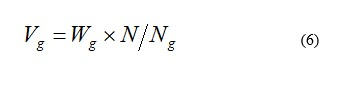 V_g = W_g × N/N_g (6)